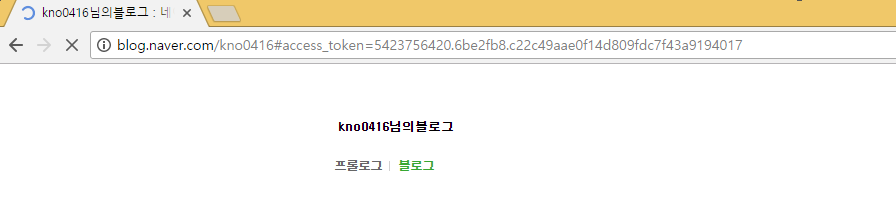 kno0416님의블로그 : 네
blog.naver.com/kno0416#access_token=5423756420.6be2fb8.c22c49aae0f14d809fdc7f43a9194017
kno0416님의블로그
프롤로그 | 블로그